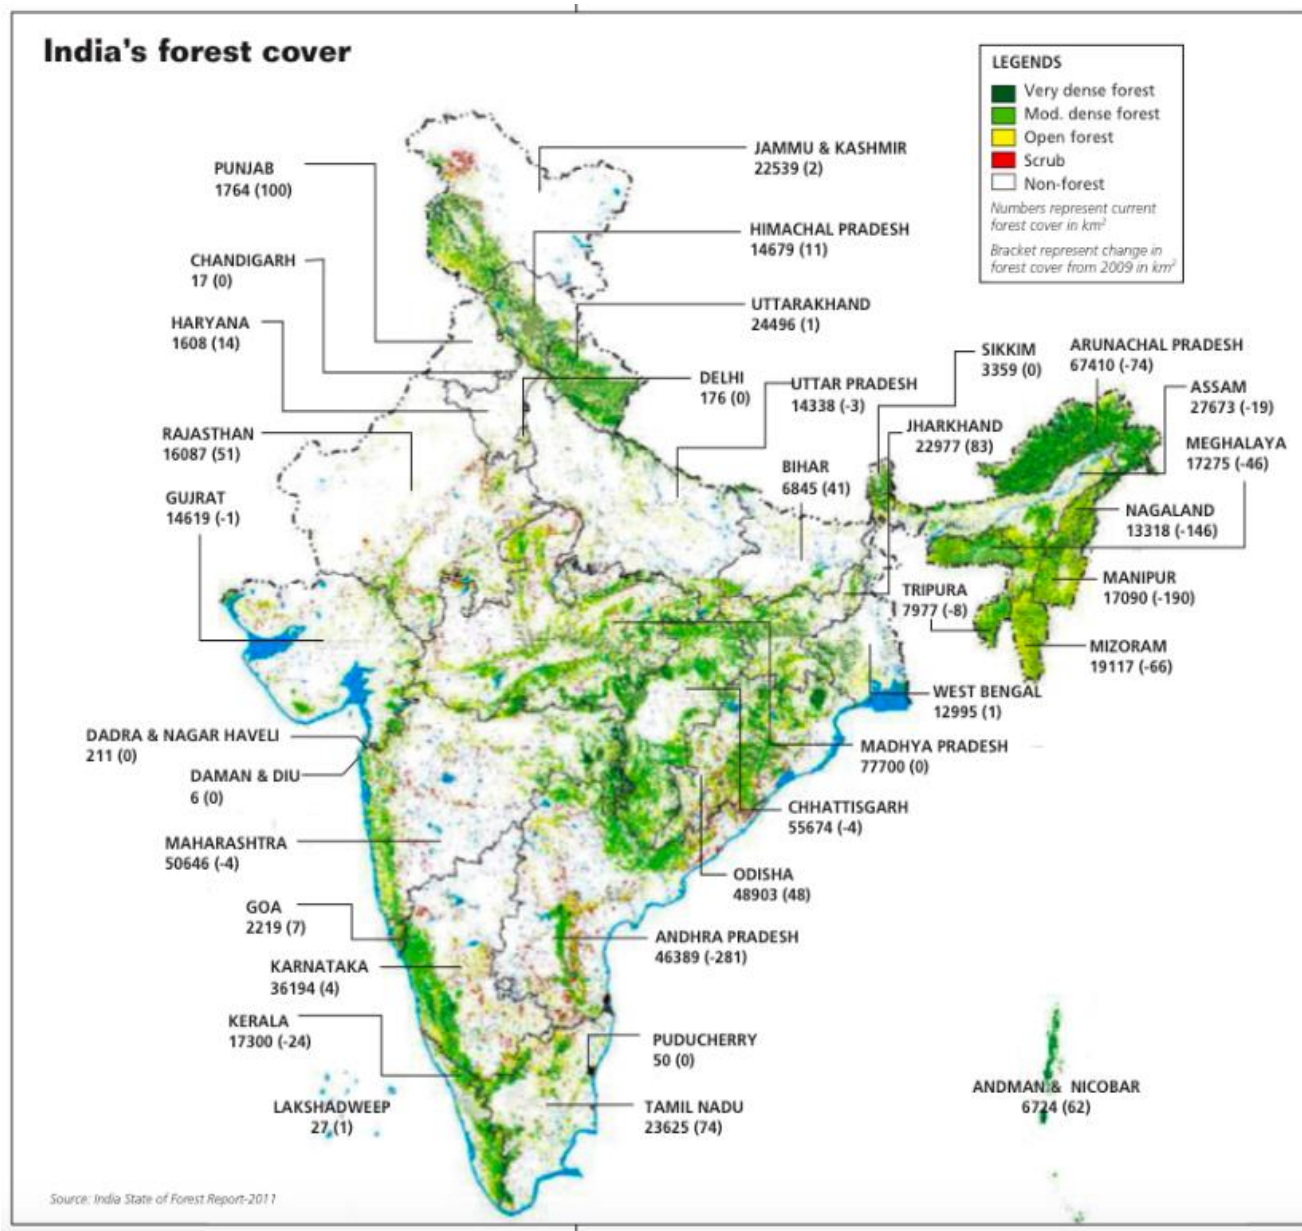 India's forest cover
LEGENDS
Very dense forest
Mod. dense forest
Open forest
Scrub
Non-forest
Numbers represent current
forest cover in km²
Bracket represent change in
forest cover from 2009 in km²
JAMMU & KASHMIR
22539 (2)
PUNJAB
1764 (100)
HIMACHAL PRADESH
14679 (11)
CHANDIGARH
17 (0)
UTTARAKHAND
24496 (1)
HARYANA
1608 (14)
SIKKIM
3359 (0)
ARUNACHAL PRADESH
67410 (-74)
DELHI
176 (0)
UTTAR PRADESH
14338 (-3)
ASSAM
27673 (-19)
JHARKHAND
22977 (83)
RAJASTHAN
16087 (51)
MEGHALAYA
17275 (-46)
BIHAR
6845 (41)
GUJRAT
14619 (-1)
NAGALAND
13318 (-146)
MANIPUR
17090 (-190)
TRIPURA
7977 (-8)
MIZORAM
19117 (-66)
WEST BENGAL
12995 (1)
DADRA & NAGAR HAVELI
211 (0)
MADHYA PRADESH
77700 (0)
DAMAN & DIU
6 (0)
CHHATTISGARH
55674 (-4)
MAHARASHTRA
50646 (-4)
ODISHA
48903 (48)
GOA
2219 (7)
ANDHRA PRADESH
46389 (-281)
KARNATAKA
36194 (4)
KERALA
17300 (-24)
PUDUCHERRY
50 (0)
ANDMAN & NICOBAR
6724 (62)
LAKSHADWEEP
27 (1)
TAMIL NADU
23625 (74)
Source: India State of Forest Report-2011